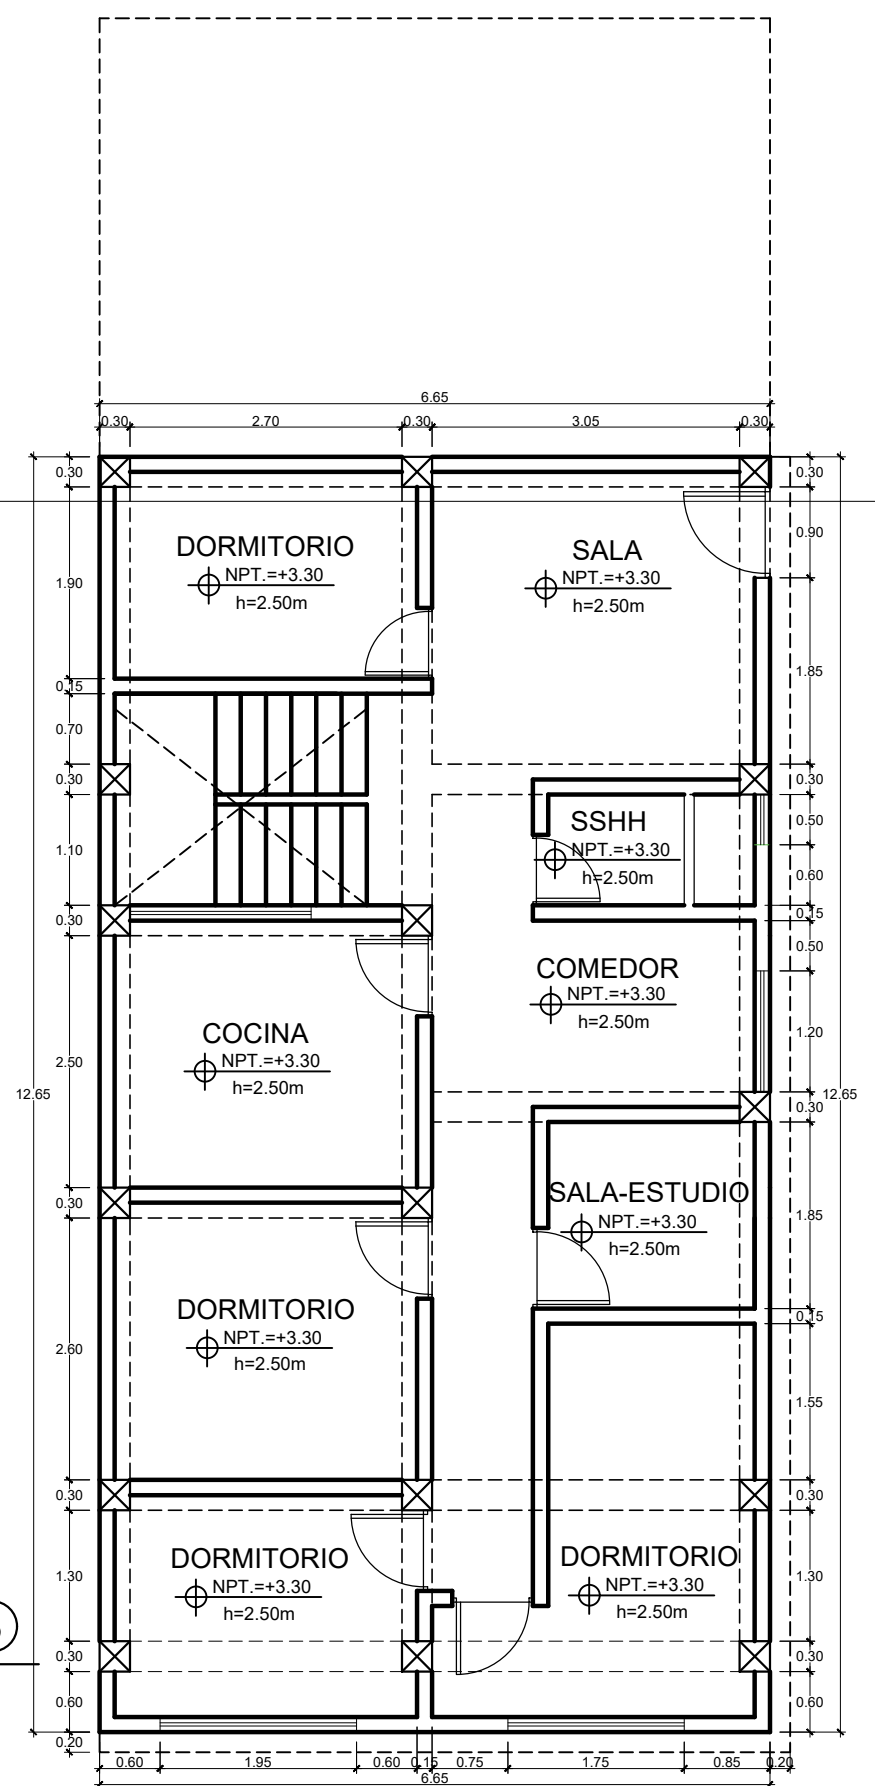 6.65
0.30 2.70 0.30 3.05 0.30
0.30
0.30
0.90
DORMITORIO
NPT.=+3.30
h=2.50m
SALA
NPT.=+3.30
h=2.50m
1.90
1.85
0.15
0.70
0.30
0.30
0.50
SSHH
NPT.=+3.30
h=2.50m
1.10
0.60
0.30
0.15
0.50
COMEDOR
NPT.=+3.30
h=2.50m
1.20
COCINA
NPT.=+3.30
h=2.50m
2.50
12.65
12.65
0.30
0.30
SALA-ESTUDIO
NPT.=+3.30
h=2.50m
1.85
DORMITORIO
NPT.=+3.30
h=2.50m
0.15
2.60
1.55
0.30
0.30
DORMITORIO
NPT.=+3.30
h=2.50m
DORMITORIO
NPT.=+3.30
h=2.50m
1.30
1.30
0.30
0.30
0.60
0.60
0.20
0.60 1.95 0.60 0.15 0.75 1.75 0.85 0.20
6.65